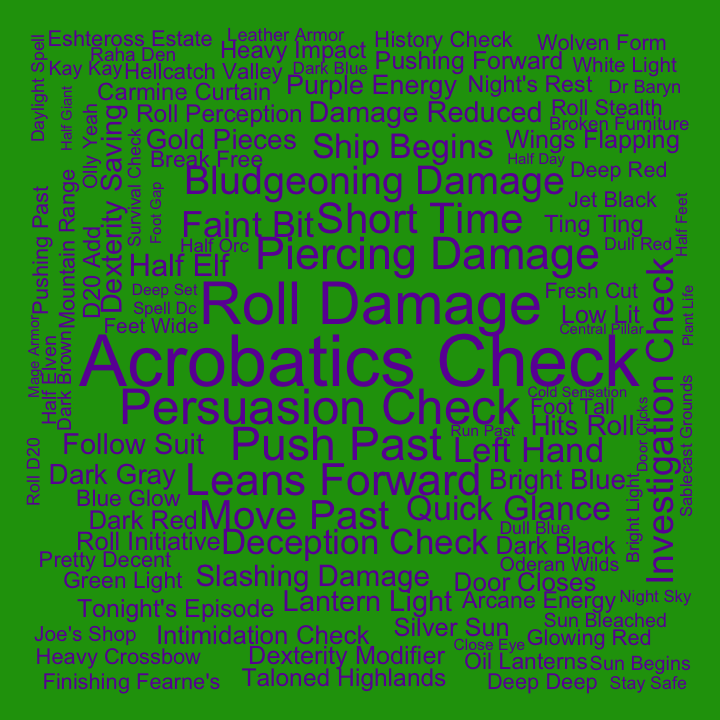 Eshteross Estate
Leather Armor
History Check
Wolven Form
Daylight Spell
Raha Den
Heavy Impact
Pushing Forward
White Light
Kay Kay
Hellcatch Valley
Dark Blue
Half Giant
Carmine Curtain
Purple Energy
Night's Rest
Dr Baryn
Olly Yeah
Dexterity Saving
Roll Perception
Damage Reduced
Roll Stealth
Broken Furniture
Survival Check
Gold Pieces
Ship Begins
Wings Flapping
Break Free
Half Day
Deep Red
Foot Gap
Bludgeoning Damage
Jet Black
Pushing Past
Mountain Range
D20 Add
Faint Bit
Short Time
Ting Ting
Half Feet
Half Orc
Piercing Damage
Dull Red
Half Elf
Deep Set
Roll Damage
Fresh Cut
Investigation Check
Plant Life
Spell Dc
Low Lit
Feet Wide
Central Pillar
Mage Armor
Half Elven
Dark Brown
Acrobatics Check
Cold Sensation
Persuasion Check
Foot Tall
Door Clicks
Sablecast Grounds
Hits Roll
Follow Suit
Push Past
Run Past
Left Hand
Roll D20
Dark Gray
Leans Forward
Bright Blue
Bright Light
Blue Glow
Dark Red
Move Past
Quick Glance
Dull Blue
Roll Initiative
Deception Check
Dark Black
Pretty Decent
Oderan Wilds
Green Light
Slashing Damage
Door Closes
Tonight's Episode
Lantern Light
Arcane Energy
Night Sky
Joe's Shop
Intimidation Check
Silver Sun
Sun Bleached
Close Eye
Glowing Red
Heavy Crossbow
Dexterity Modifier
Oil Lanterns
Sun Begins
Finishing Fearne's
Taloned Highlands
Deep Deep
Stay Safe